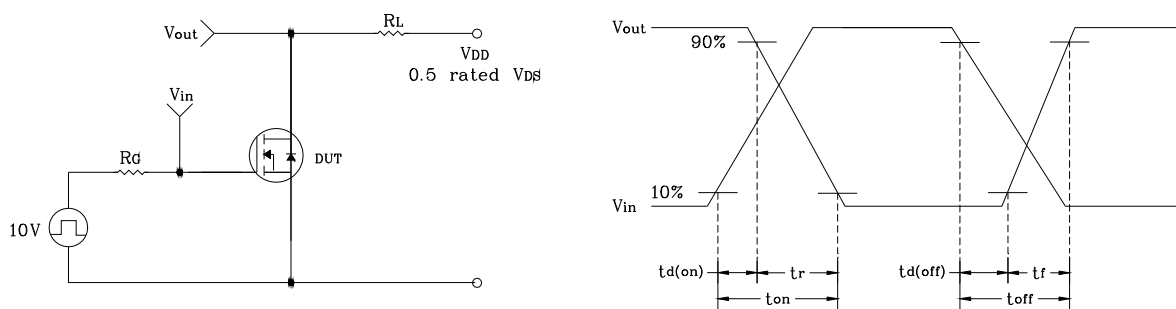 Vout
RL
VDD
0.5 rated VDS
Vin
RG
DUT
10V
Vout
90%
10%
Vin
td(on)
tr
td(off)
tf
ton
toff